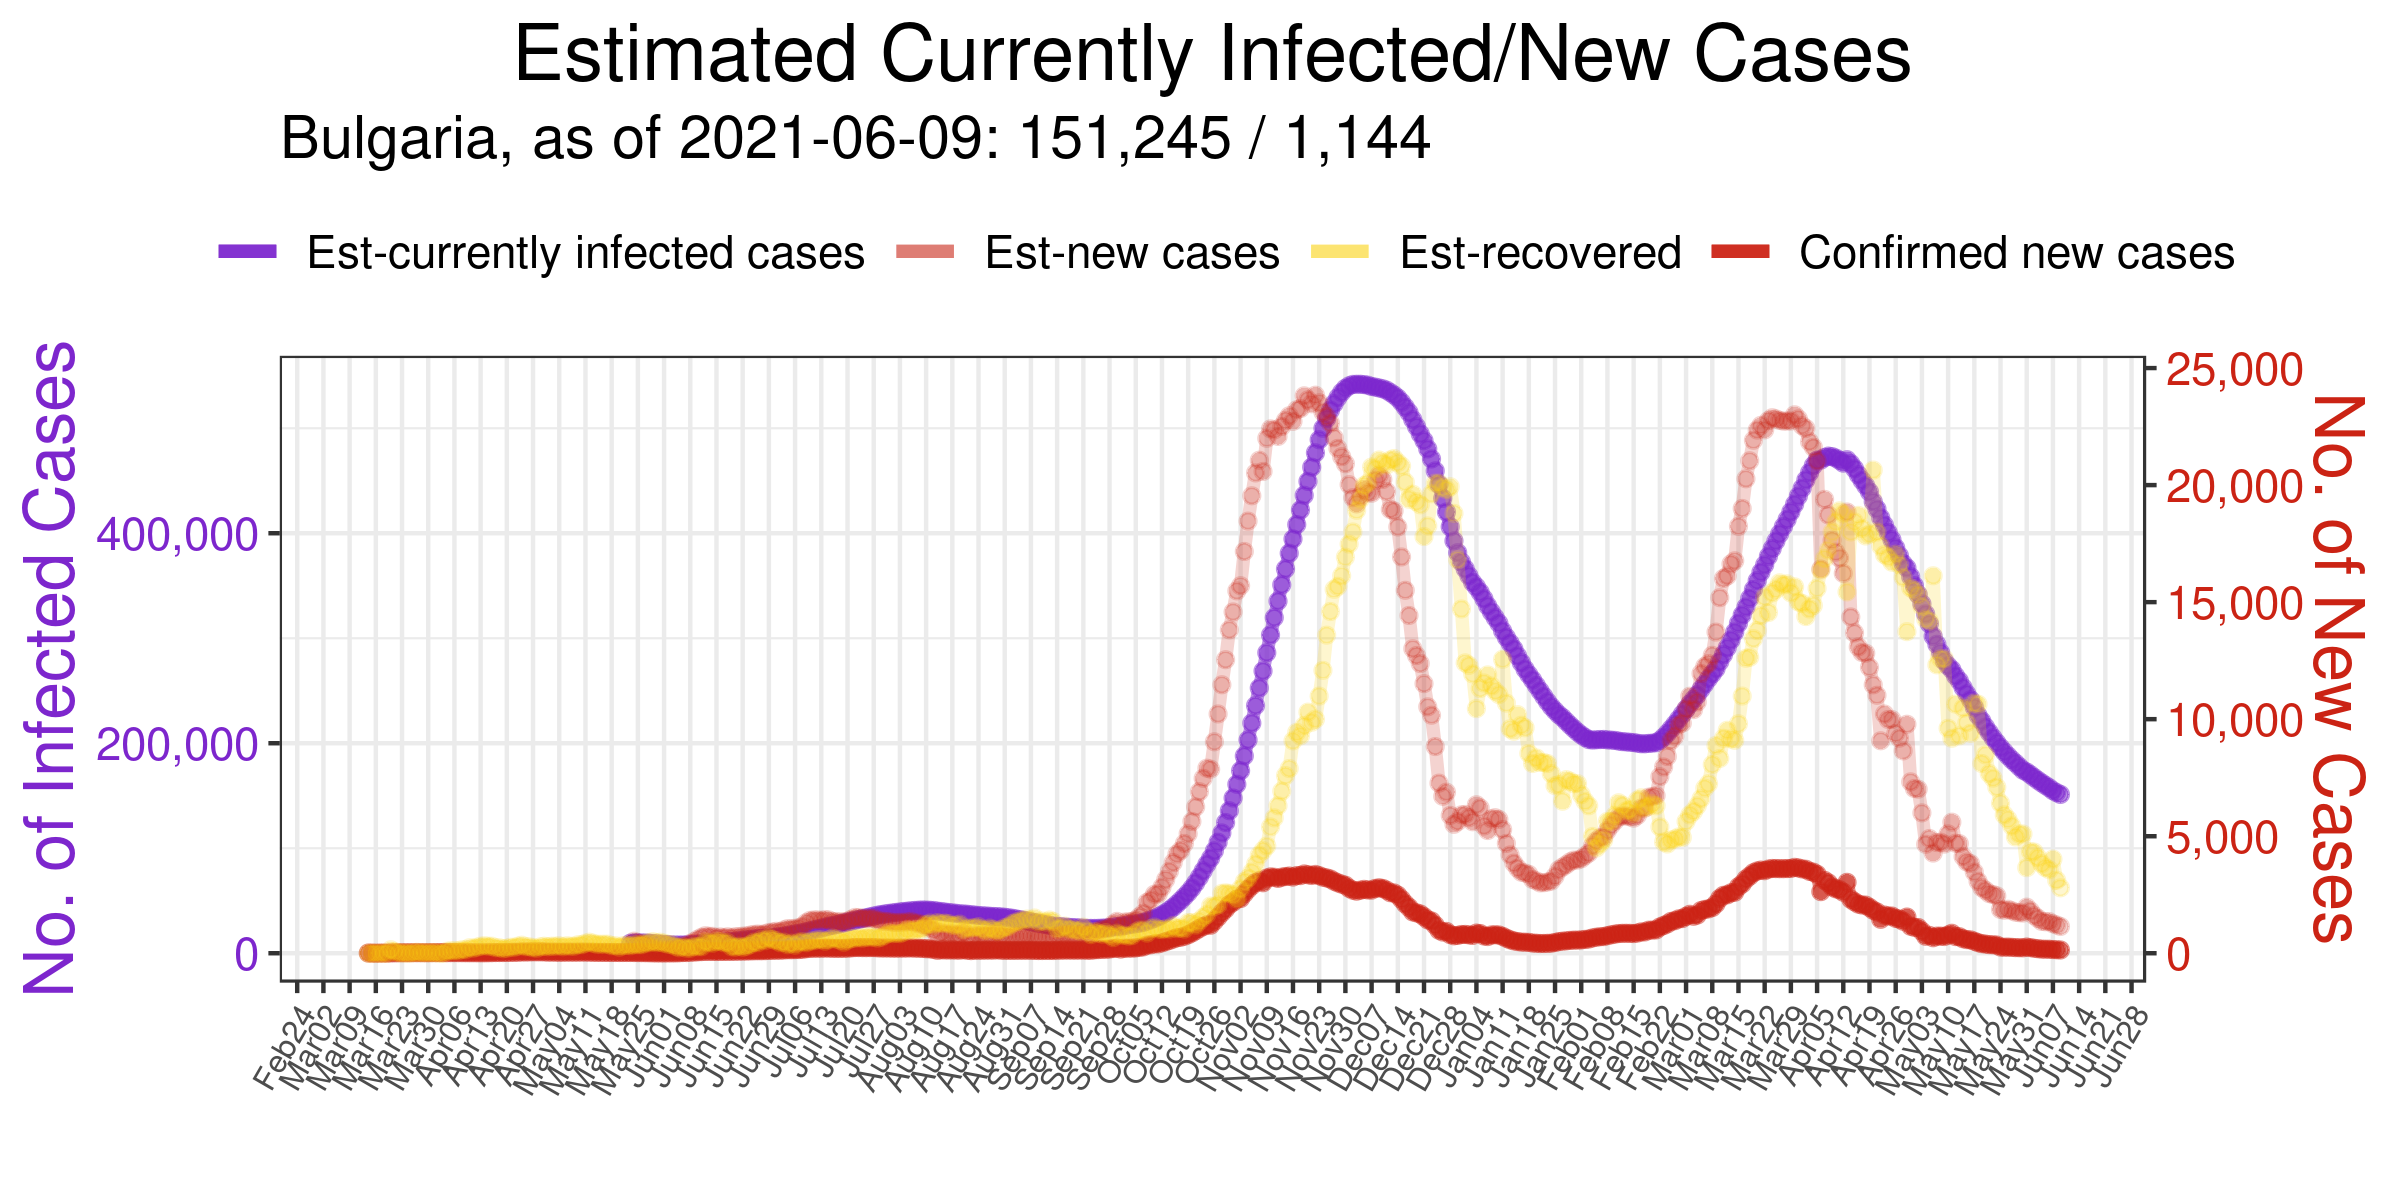 Estimated Currently Infected/New Cases
Bulgaria, as of 2021-06-09: 151,245 / 1,144
Est-currently infected cases Est-new cases Est-recovered Confirmed new cases
No. of Infected Cases
400,000
200,000
0
25,000
20,000
15,000
10,000
5,000
0
No. of New Cases
Feb24 Mar02 Mar09 Mar16 Mar23 Mar30 Apr06 Apr13 Apr20 Apr27 May04 May11 May18 May25 Jun01 Jun08 Jun15 Jun22 Jun29 Jul06 Jul13 Jul20 Jul27 Aug03 Aug10 Aug17 Aug24 Aug31 Sep07 Sep14 Sep21 Sep28 Oct05 Oct12 Oct19 Oct26 Nov02 Nov09 Nov16 Nov23 Nov30 Dec07 Dec14 Dec21 Dec28 Jan04 Jan11 Jan18 Jan25 Feb01 Feb08 Feb15 Feb22 Mar01 Mar08 Mar15 Mar22 Mar29 Apr05 Apr12 Apr19 Apr26 May03 May10 May17 May24 May31 Jun07 Jun14 Jun21 Jun28